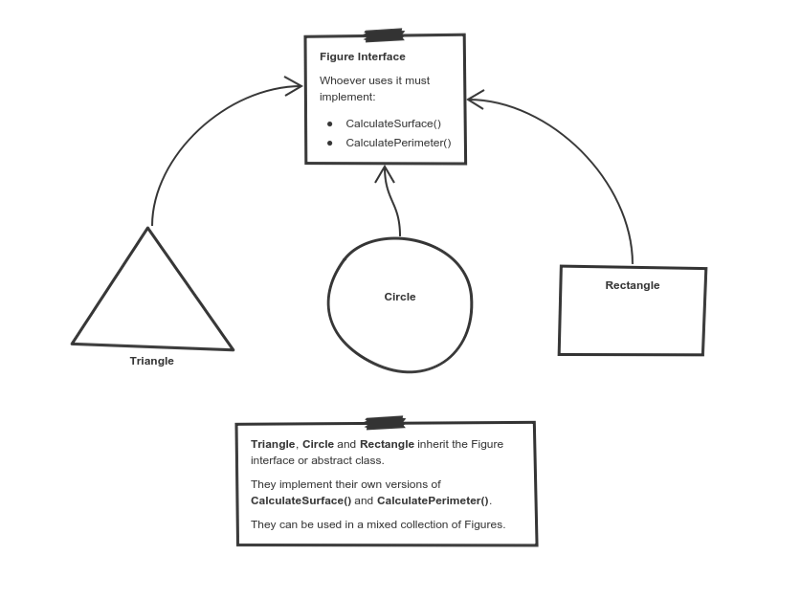 Figure Interface
Whoever uses it must
implement:
● CalculateSurface()
● CalculatePerimeter()
Circle
Rectangle
Triangle
Triangle, Circle and Rectangle inherit the Figure
interface or abstract class.
They implement their own versions of
CalculateSurface() and CalculatePerimeter().
They can be used in a mixed collection of Figures.